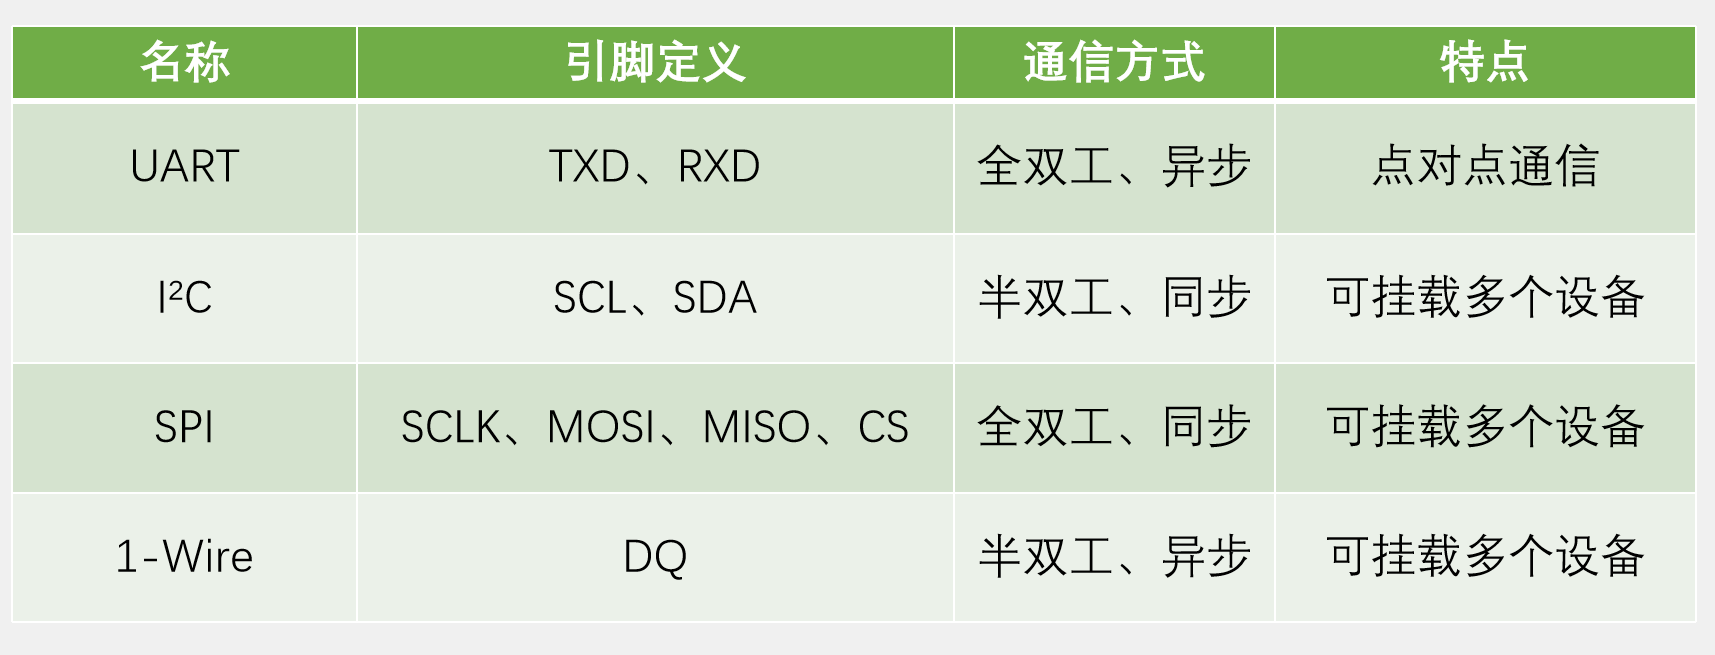 名称 引脚定义 通信方式 特点
UART TXD、RXD 全双工、异步 点对点通信
I²C SCL、SDA 半双工、同步 可挂载多个设备
SPI SCLK、MOSI、MISO、CS 全双工、同步 可挂载多个设备
1-Wire DQ 半双工、异步 可挂载多个设备